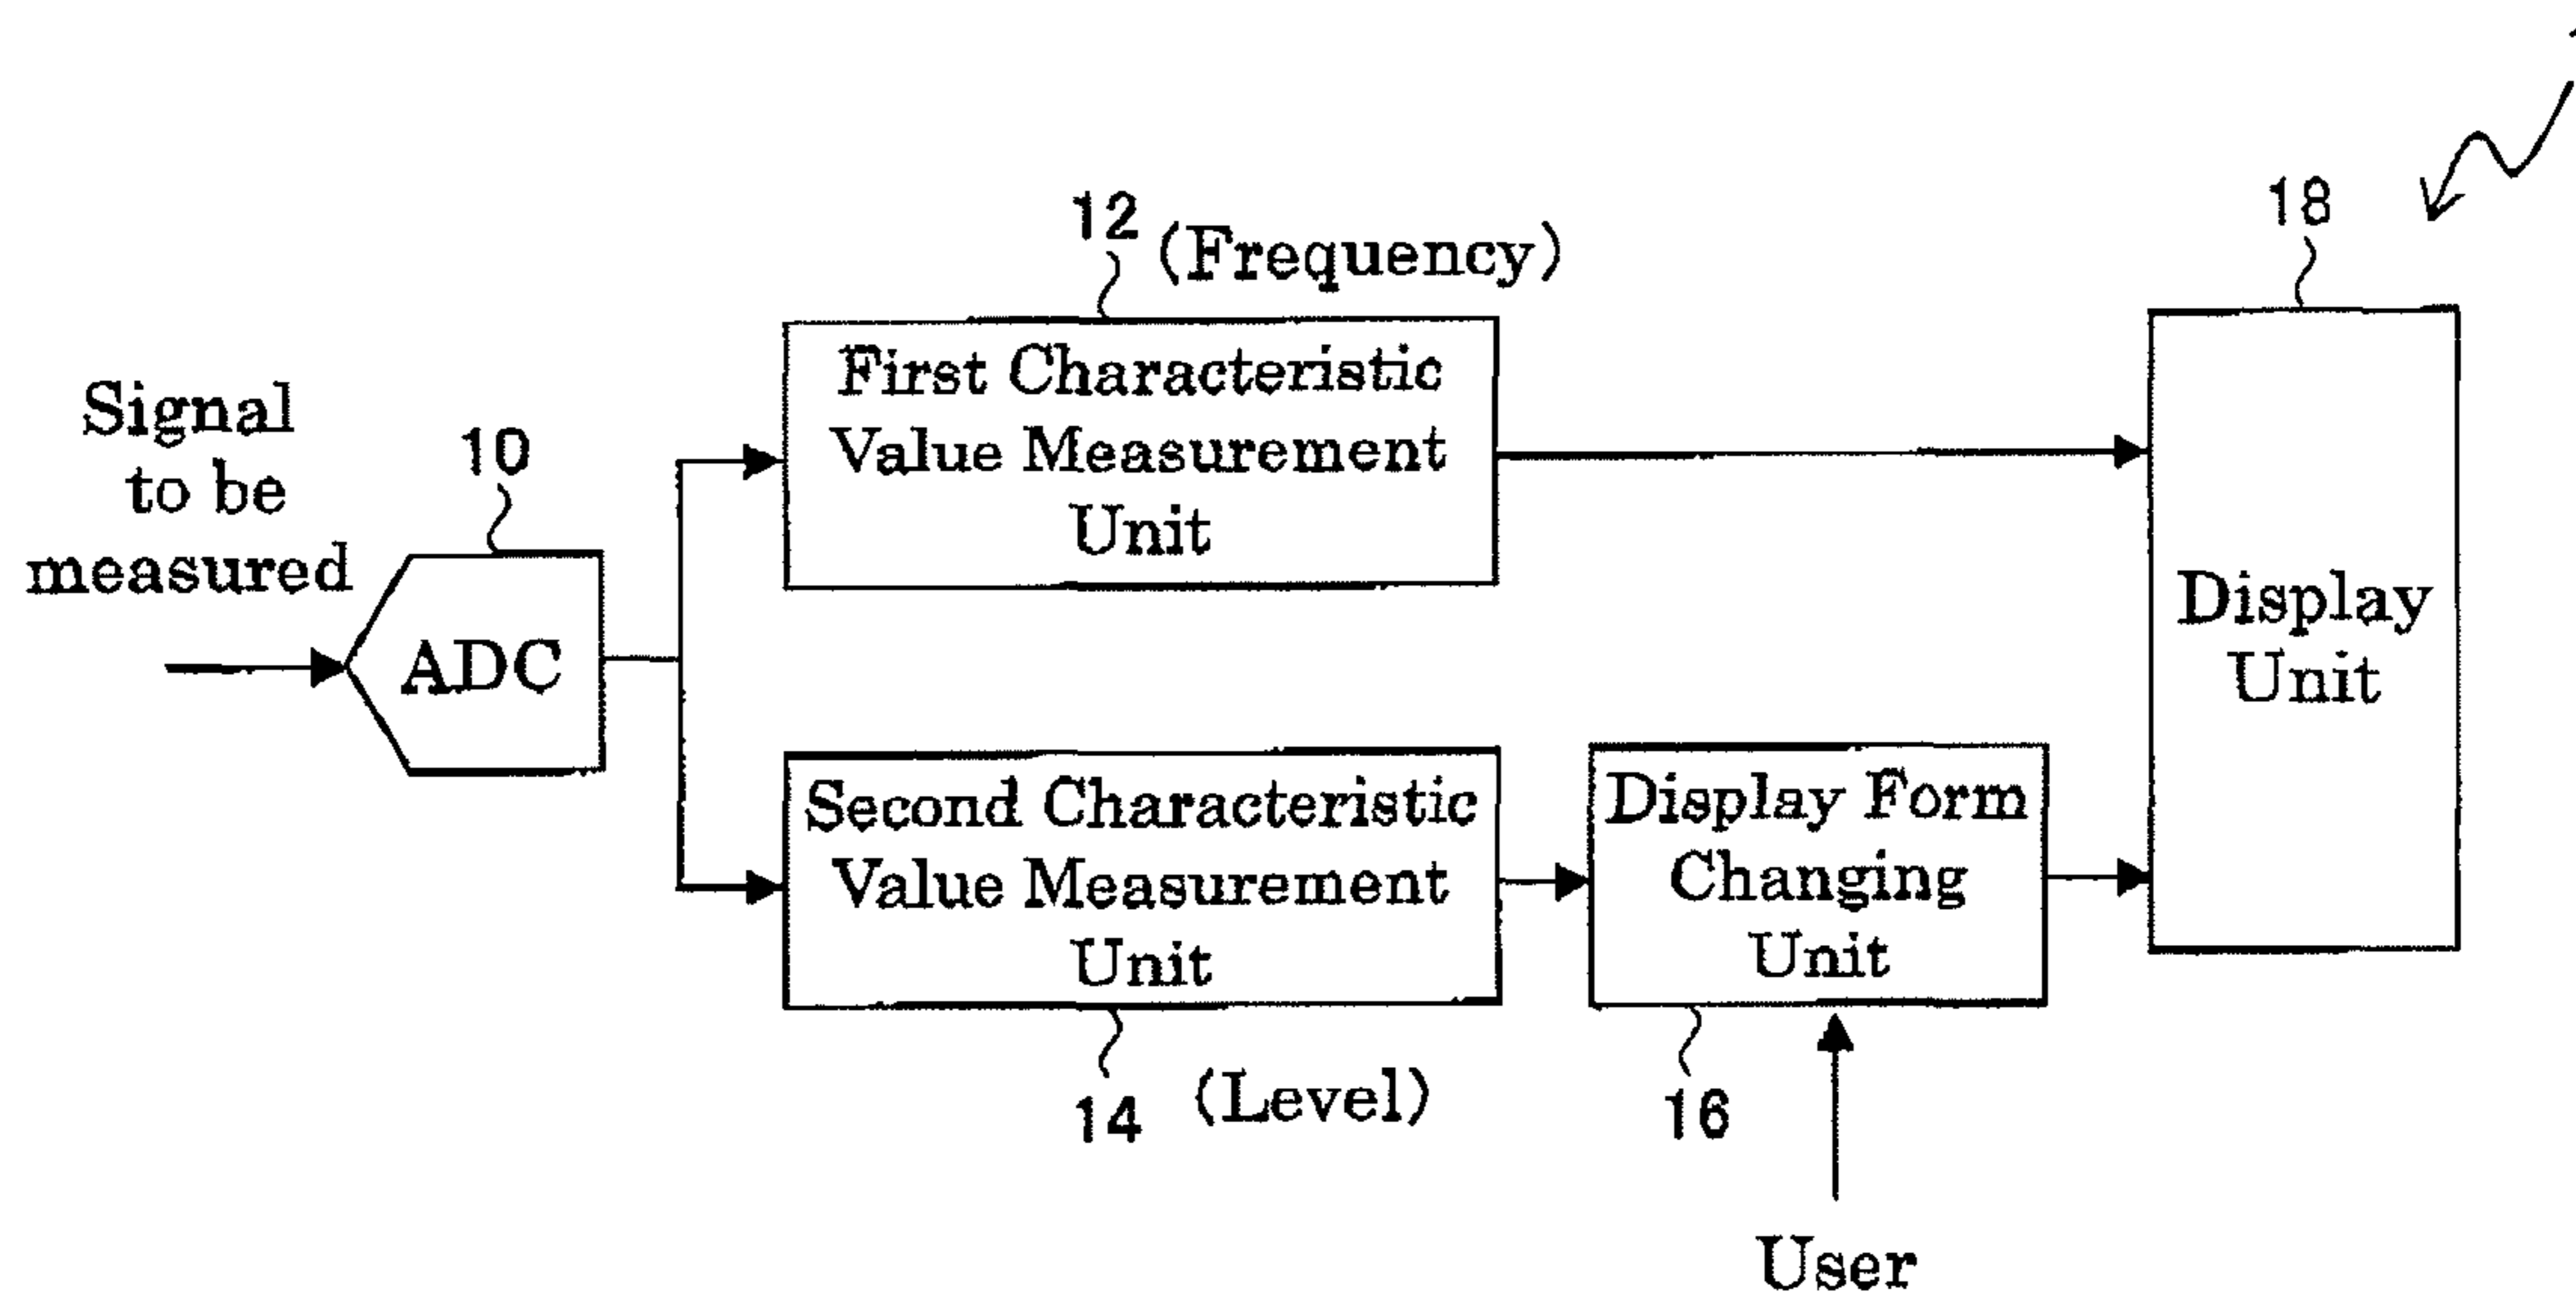 12
(Frequency)
18
First Characteristic
Value Measurement
Unit
Signal
to be
measured
10
ADC
Display
Unit
Second Characteristic
Value Measurement
Unit
Display Form
Changing
Unit
14
(Level)
16
User